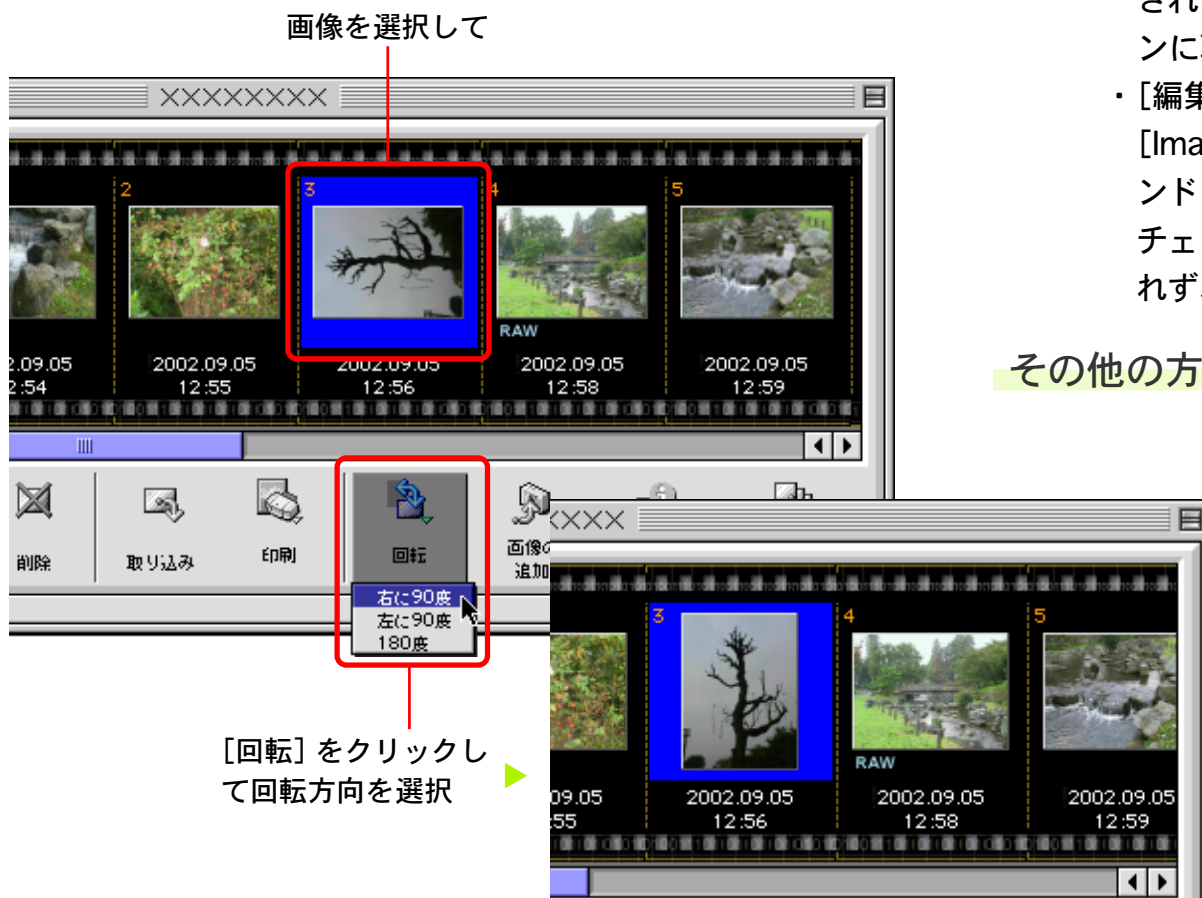 画像を選択して
××××××××
2
3
4
5
RAW
2.09.05
2002.09.05
2002.09.05
2002.09.05
2002.09.05
2:54
12:55
12:56
12:58
12:59
削除
取り込み
印刷
回転
画像の
追加
右に90度
左に90度
180度
[回転] をクリックし
て回転方向を選択
××××
3
4
5
RAW
09.05
2002.09.05
2002.09.05
2002.09.05
:55
12:56
12:58
12:59
され
ンに
・[編集
[Ima
ンド
チェ
れず
その他の方